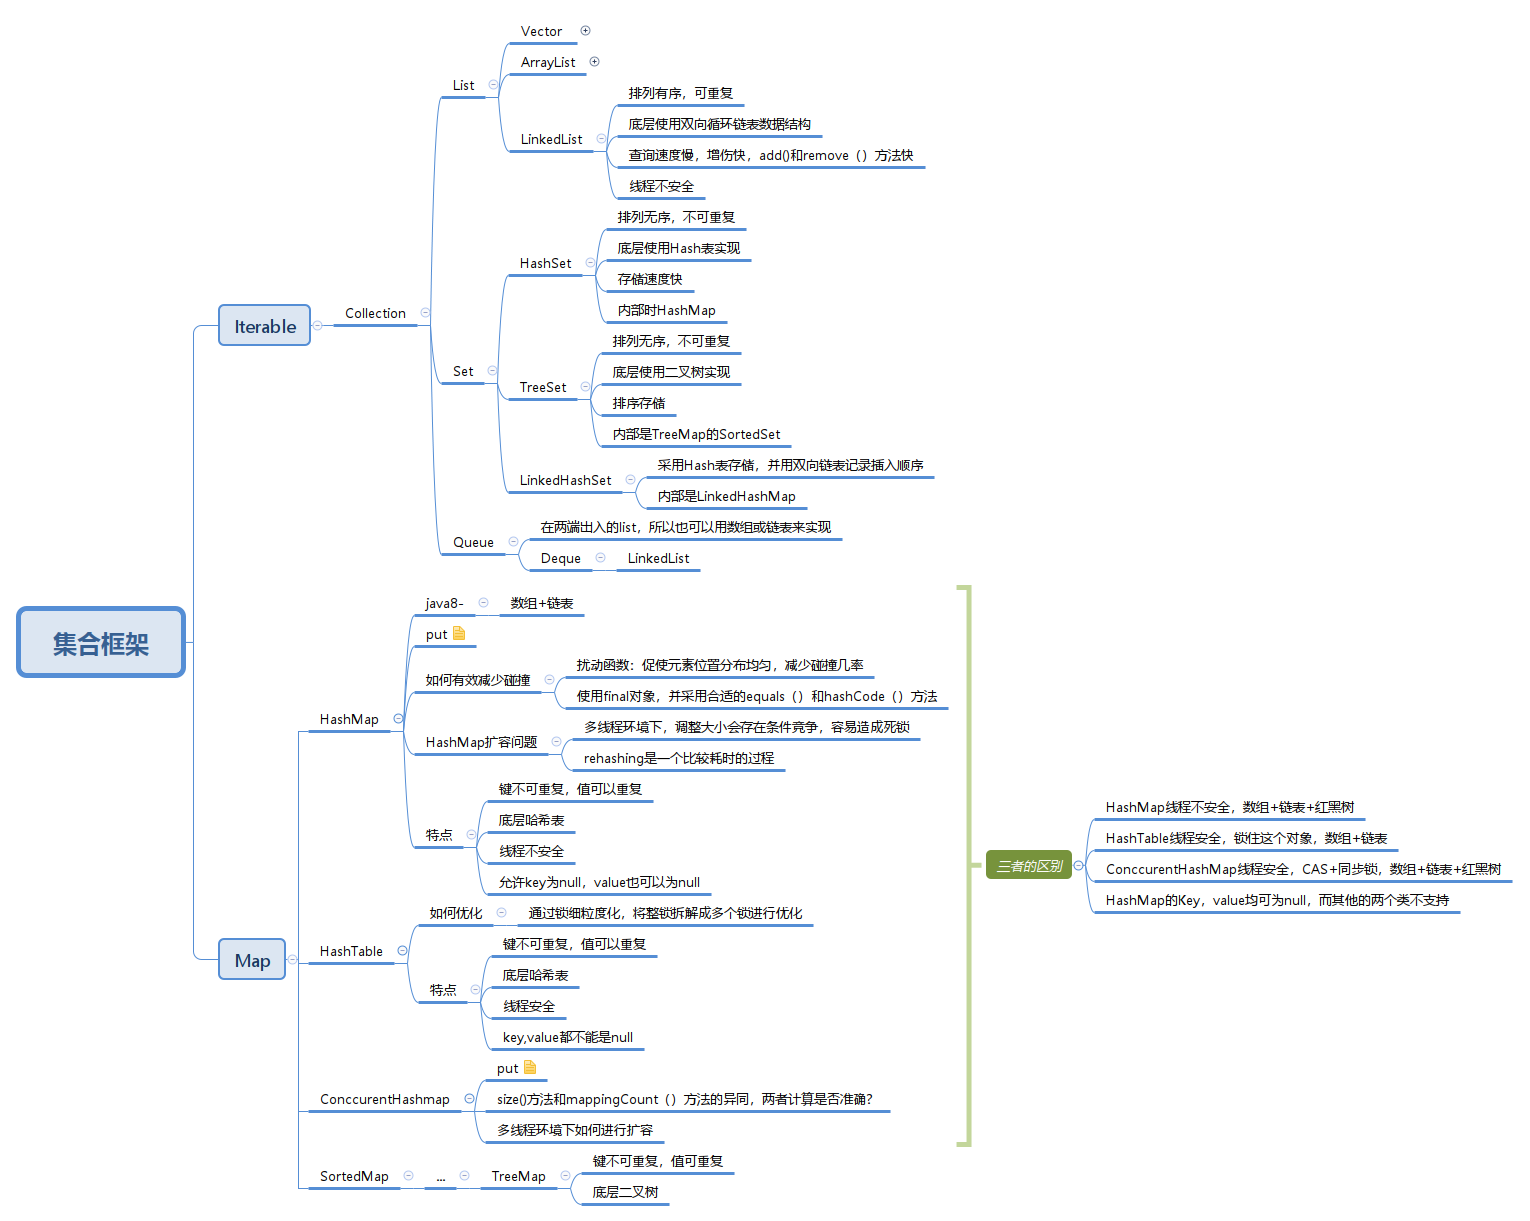 集合框架
Iterable
Collection
List
Vector
ArrayList
LinkedList
排列有序，可重复
底层使用双向循环链表数据结构
查询速度慢，增伤快，add()和remove（）方法快
线程不安全
Set
HashSet
排列无序，不可重复
底层使用Hash表实现
存储速度快
内部时HashMap
TreeSet
排列无序，不可重复
底层使用二叉树实现
排序存储
内部是TreeMap的SortedSet
LinkedHashSet
采用Hash表存储，并用双向链表记录插入顺序
内部是LinkedHashMap
Queue
在两端出入的list，所以也可以用数组或链表来实现
Deque
LinkedList
Map
HashMap
java8-
数组+链表
put
如何有效减少碰撞
扰动函数：促使元素位置分布均匀，减少碰撞几率
使用final对象，并采用合适的equals（）和hashCode（）方法
HashMap扩容问题
多线程环境下，调整大小会存在条件竞争，容易造成死锁
rehashing是一个比较耗时的过程
特点
键不可重复，值可以重复
底层哈希表
线程不安全
允许key为null，value也可以为null
HashTable
如何优化
通过锁细粒度化，将整锁拆解成多个锁进行优化
特点
键不可重复，值可以重复
底层哈希表
线程安全
key,value都不能是null
ConccurentHashmap
put
size()方法和mappingCount（）方法的异同，两者计算是否准确？
多线程环境下如何进行扩容
SortedMap
...
TreeMap
键不可重复，值可重复
底层二叉树
三者的区别
HashMap线程不安全，数组+链表+红黑树
HashTable线程安全，锁住这个对象，数组+链表
ConccurentHashMap线程安全，CAS+同步锁，数组+链表+红黑树
HashMap的Key，value均可为null，而其他的两个类不支持